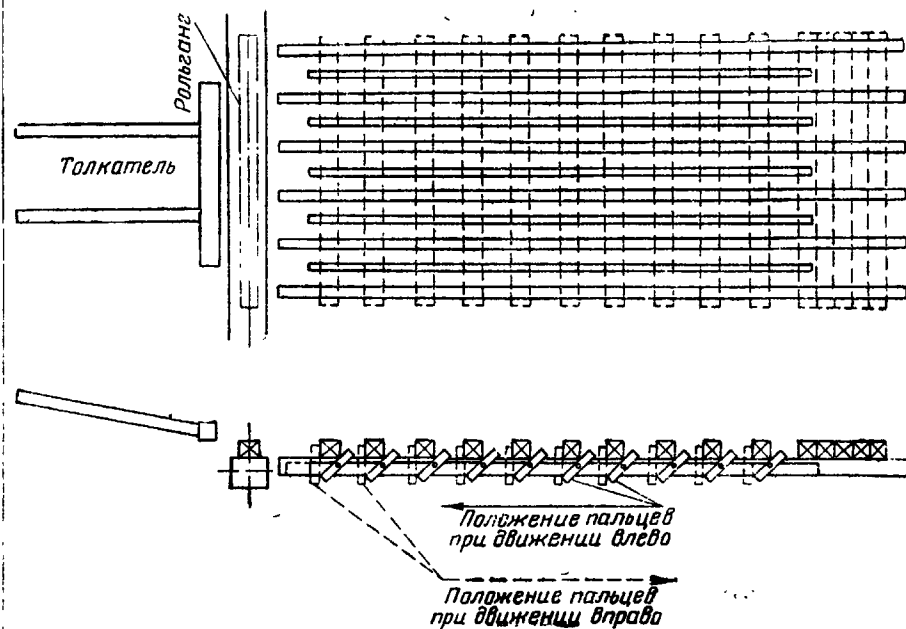 Рольганг
Толкатель
Положение пальцев
при движении влево
Положение пальцев
при движении вправо